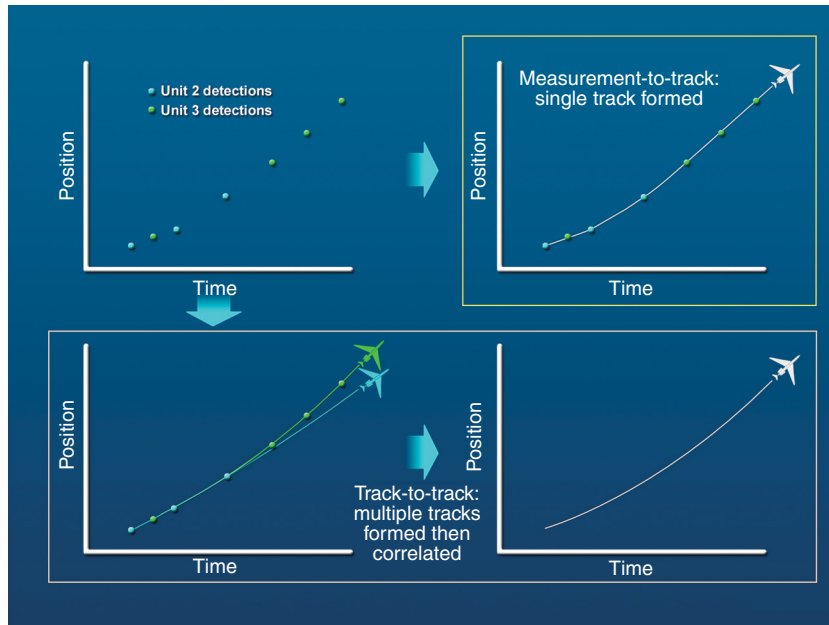 Unit 2 detections
Unit 3 detections
Position
Time
Measurement-to-track:
single track formed
Position
Time
Position
Time
Track-to-track:
multiple tracks
formed then
correlated
Position
Time